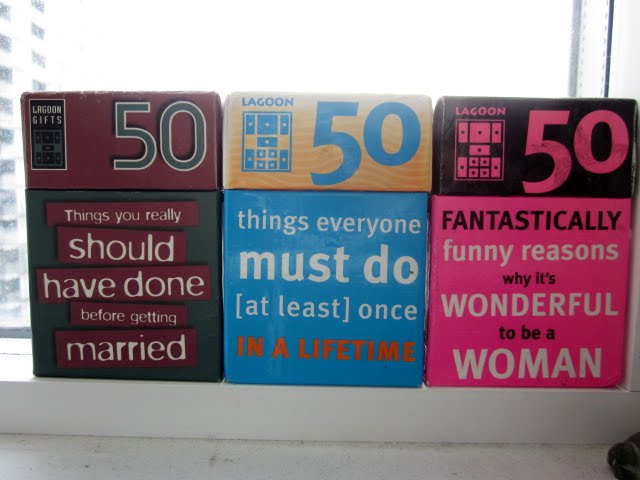 LAGOON
GIFTS
50
Things you really
should
have done
before getting
married
LAGOON
50
things everyone
must do
[at least] once
IN A LIFETIME
LAGOON
50
FANTASTICALLY
funny reasons
why it's
WONDERFUL
to be a
WOMAN